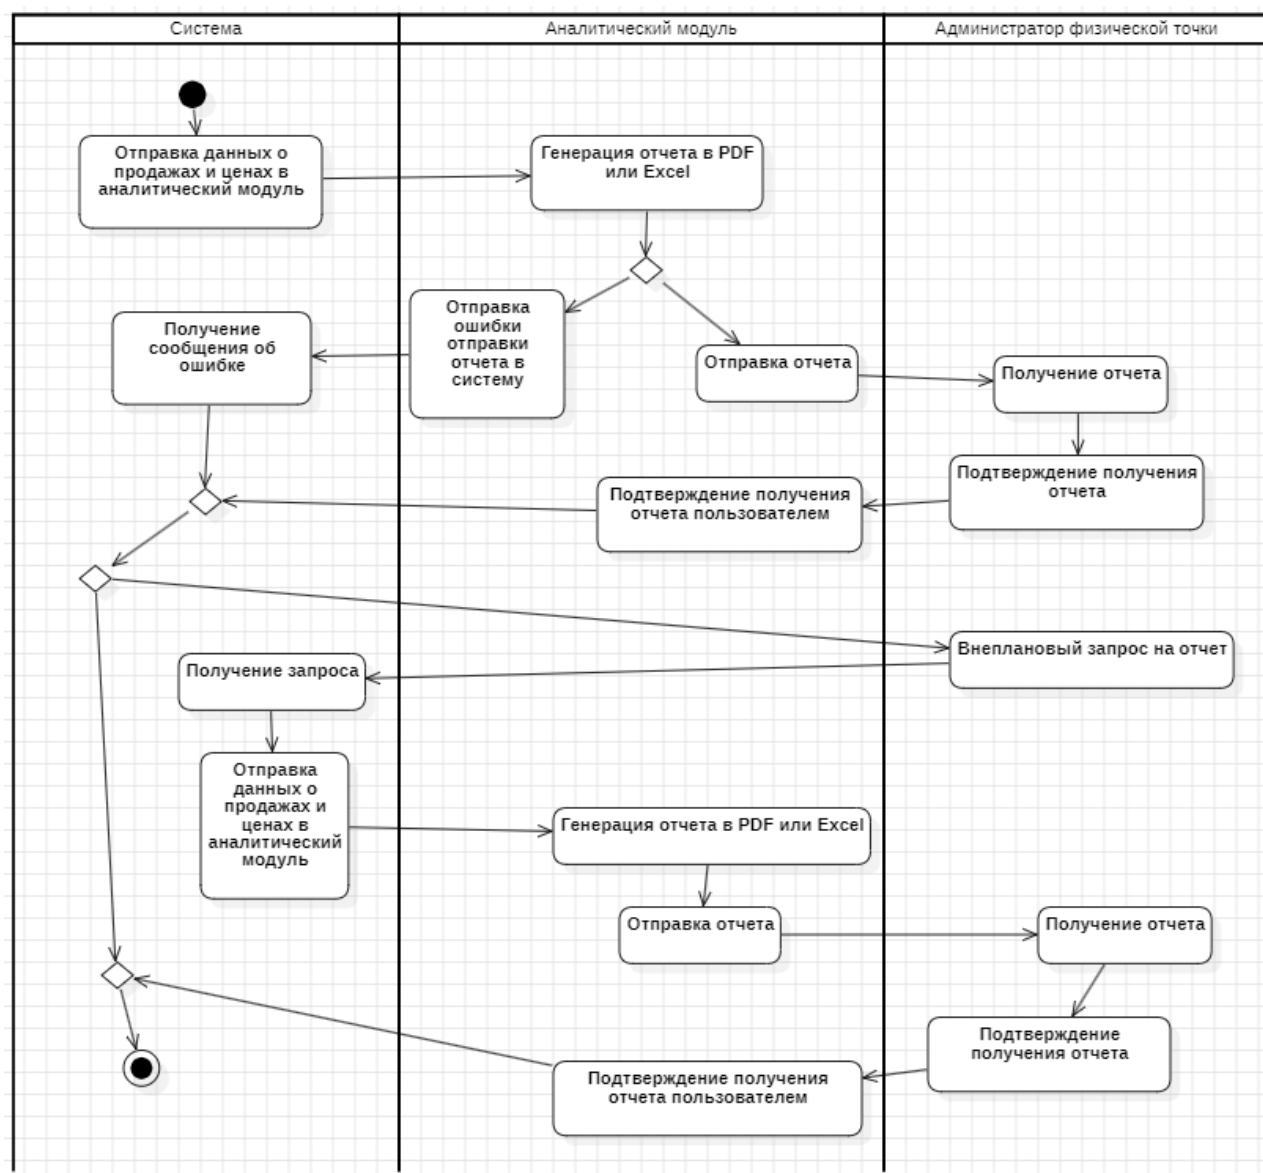 Система
Аналитический модуль
Администратор физической точки
Отправка данных о
продажах и ценах в
аналитический модуль
Генерация отчета в PDF
или Excel
Отправка
ошибки
отправки
отчета в
систему
Получение
сообщения об
ошибке
Отправка отчета
Получение отчета
Подтверждение получения
отчета
Подтверждение получения
отчета пользователем
Внеплановый запрос на отчет
Получение запроса
Отправка
данных о
продажах и
ценах в
аналитический
модуль
Генерация отчета в PDF или Excel
Отправка отчета
Получение отчета
Подтверждение
получения отчета
Подтверждение получения
отчета пользователем